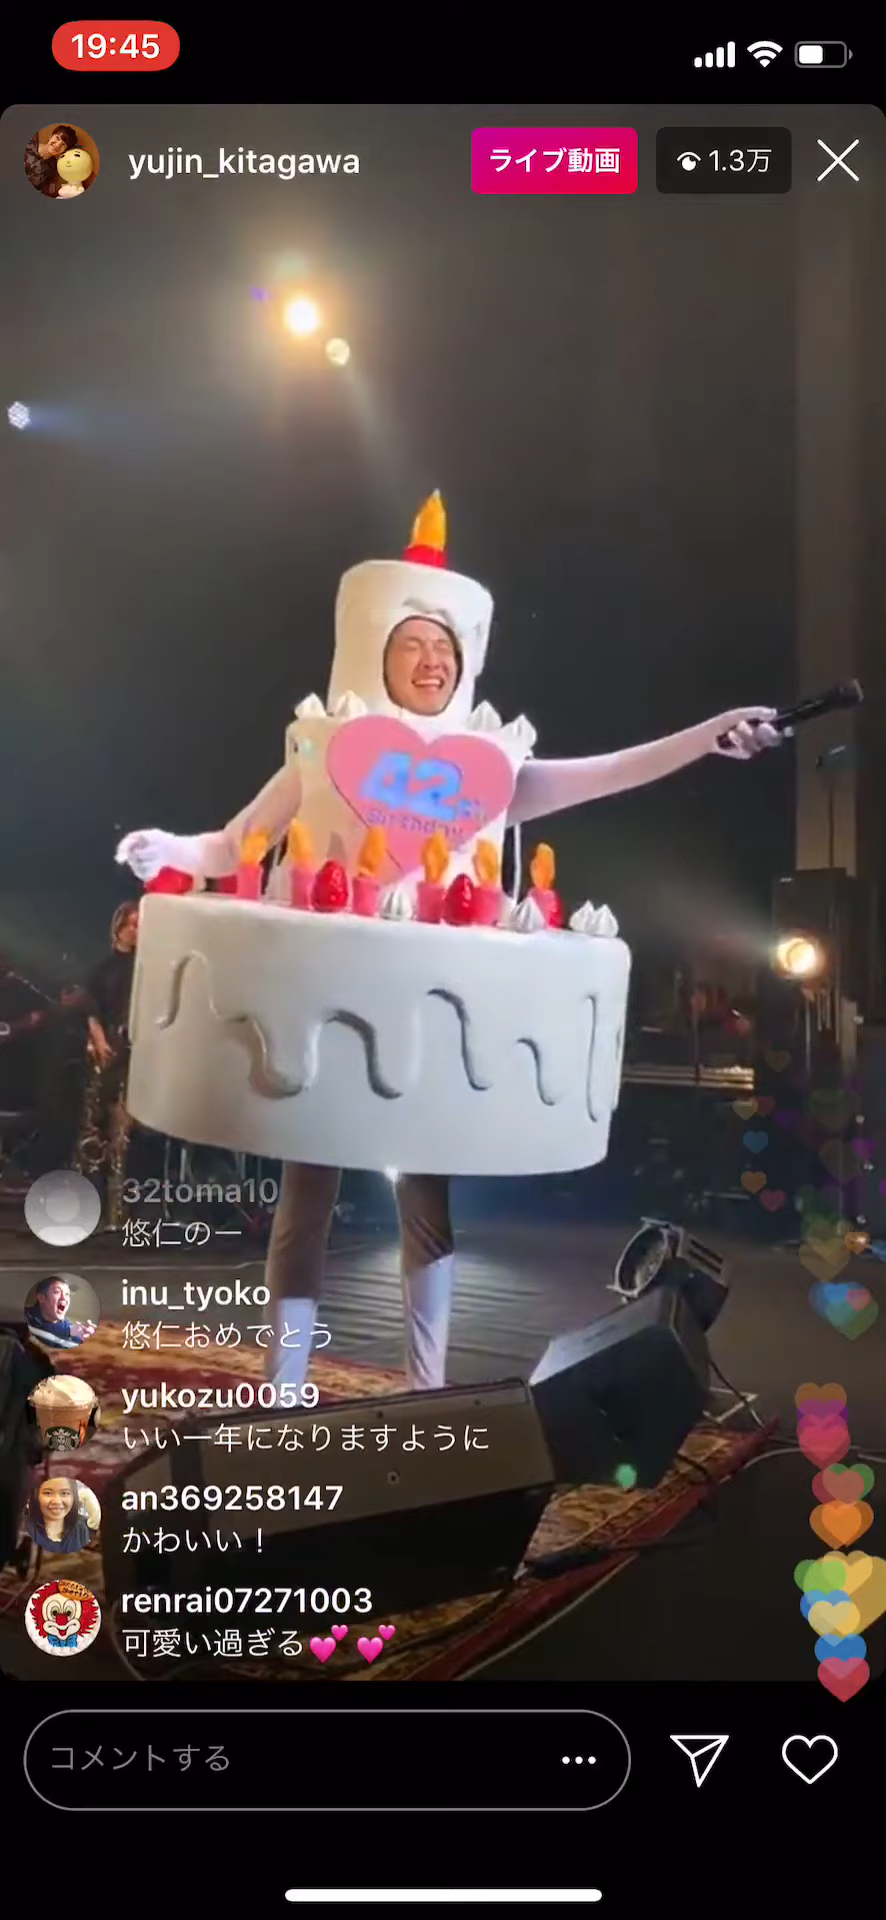 19:45
yujin_kitagawa
ライブ動画
1.3万
42nd
Birthday
32toma10
悠仁のー
inu_tyoko
悠仁おめでとう
yukozu0059
いい一年になりますように
an369258147
かわいい！
renrai07271003
可愛い過ぎる💕💕
コメントする